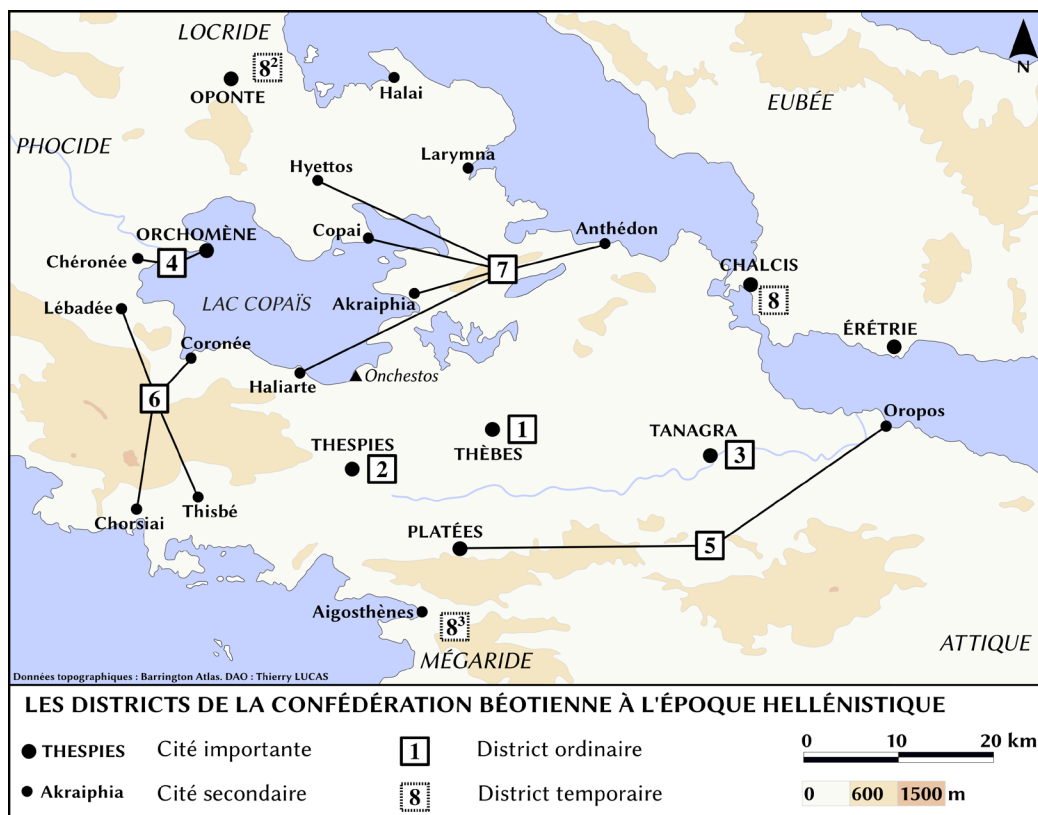 LOCRIDE
8²
OPONTE
Halai
EUBÉE
N
PHOCIDE
Larymna
Hyettos
Copai
Anthédon
ORCHOMÈNE
Chéronée
4
7
CHALCIS
8
LAC COPAÏS
Akraiphia
Lébadée
Coronée
ÉRÉTRIE
Haliarte
Onchestos
6
Oropos
THÈBES
1
TANAGRA
3
THESPIES
2
Thisbé
Chorsiai
PLATÉES
5
Aigosthènes
8³
MÉGARIDE
ATTIQUE
Données topographiques : Barrington Atlas. DAO : Thierry LUCAS
LES DISTRICTS DE LA CONFÉDÉRATION BÉOTIENNE À L'ÉPOQUE HELLÉNISTIQUE
THESPIES Cité importante 1 District ordinaire 0 10 20 km
Akraiphia Cité secondaire 8 District temporaire 0 600 1500 m